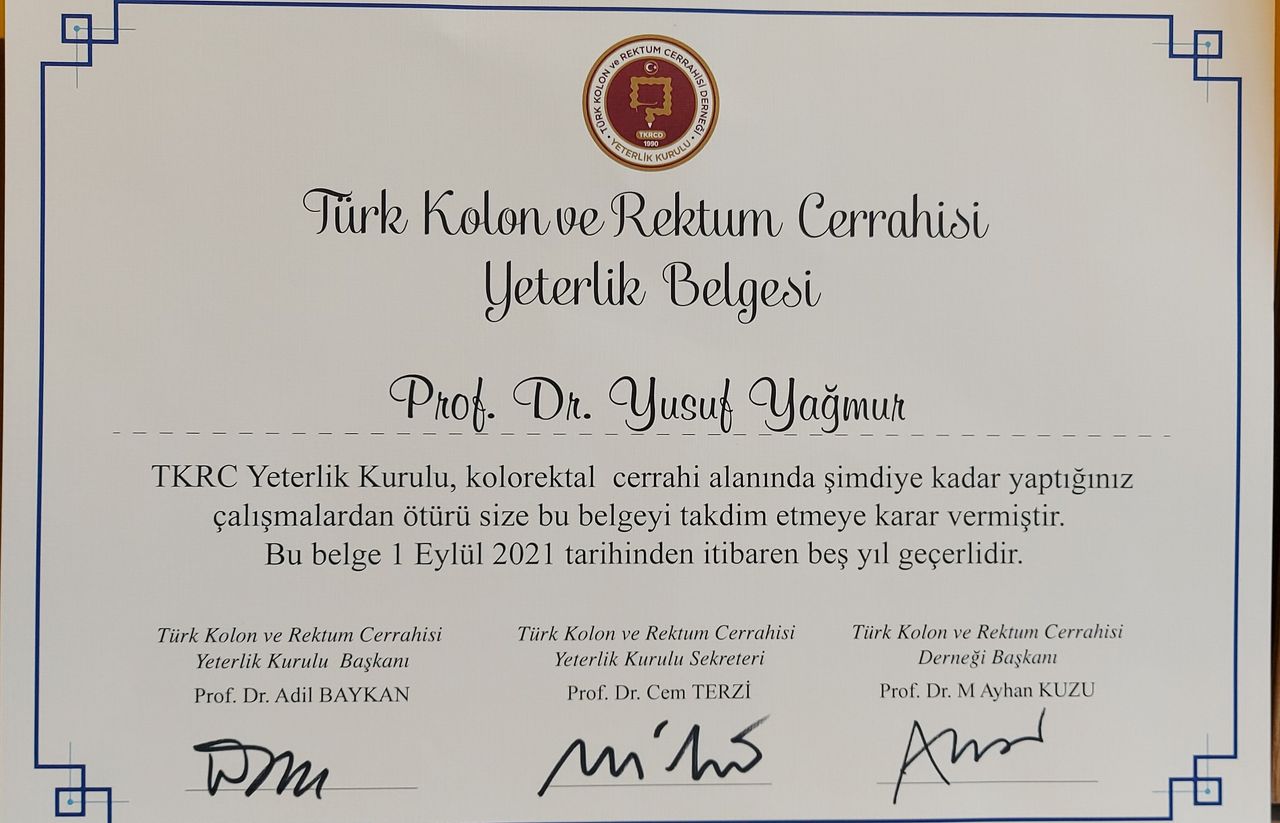 TÜRK KOLON ve REKTUM CERRAHİSİ DERNEĞİ
TKRCD
1990
• YETERLİK KURULU •
Türk Kolon ve Rektum Cerrahisi
Yeterlik Belgesi
Prof. Dr. Yusuf Yağmur
TKRC Yeterlik Kurulu, kolorektal cerrahi alanında şimdiye kadar yaptığınız
çalışmalardan ötürü size bu belgeyi takdim etmeye karar vermiştir.
Bu belge 1 Eylül 2021 tarihinden itibaren beş yıl geçerlidir.
Türk Kolon ve Rektum Cerrahisi
Yeterlik Kurulu Başkanı
Prof. Dr. Adil BAYKAN
Türk Kolon ve Rektum Cerrahisi
Yeterlik Kurulu Sekreteri
Prof. Dr. Cem TERZİ
Türk Kolon ve Rektum Cerrahisi
Derneği Başkanı
Prof. Dr. M Ayhan KUZU